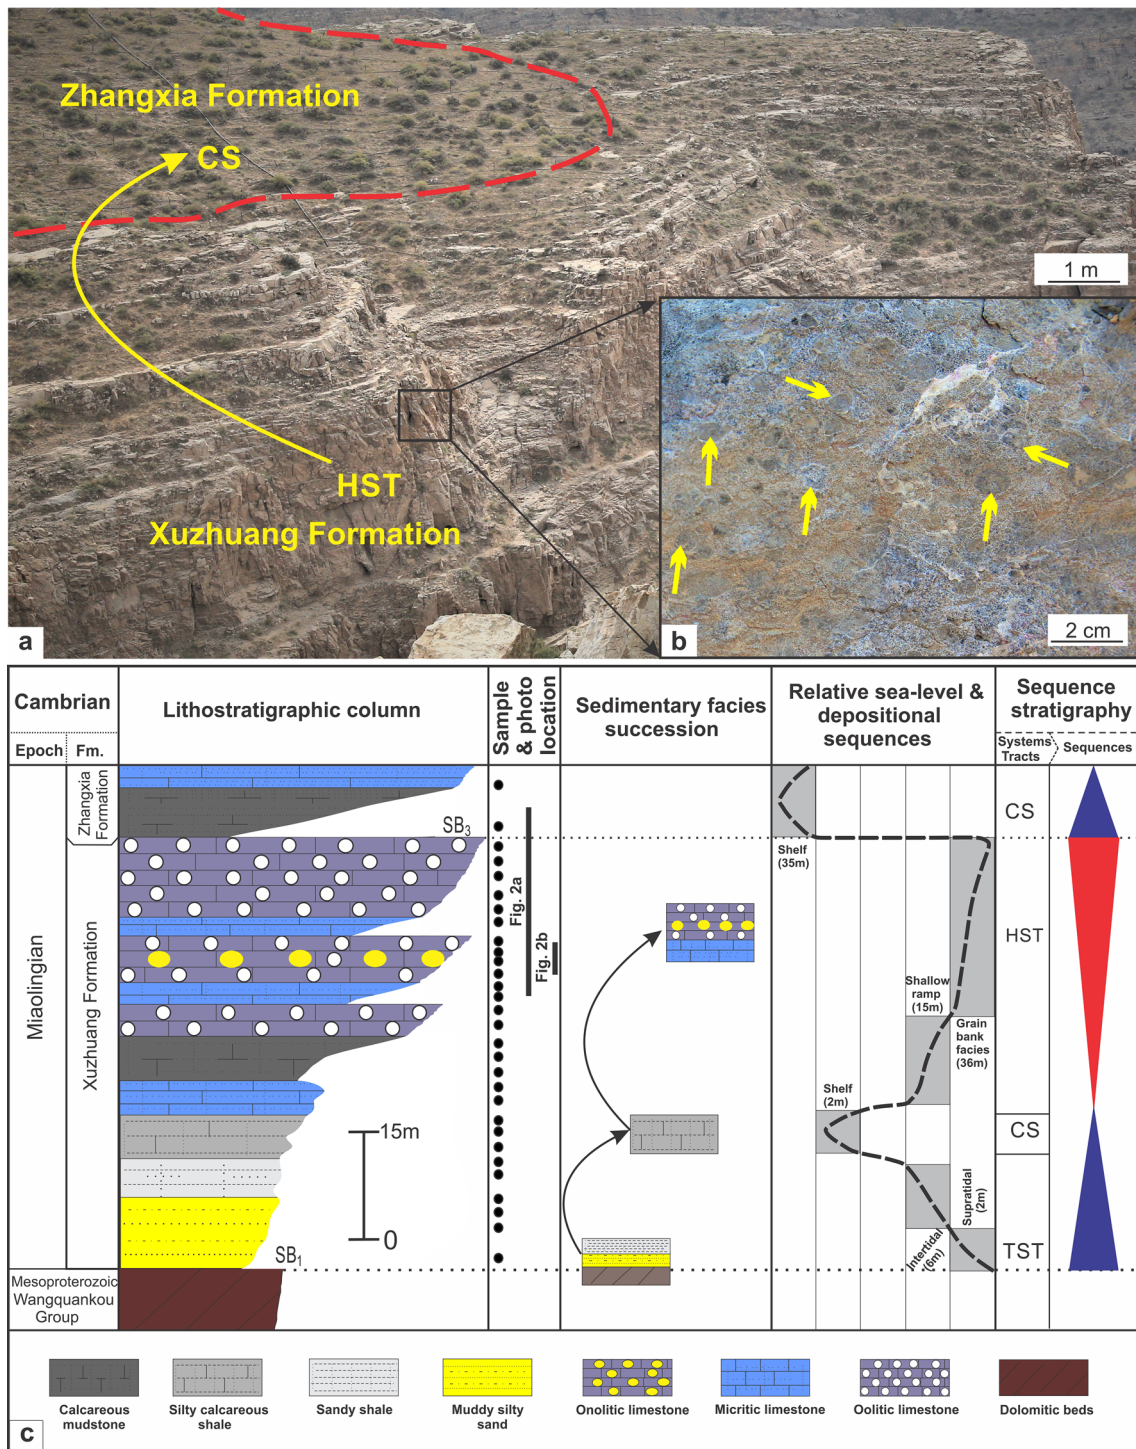 Zhangxia Formation
CS
1 m
HST
Xuzhuang Formation
a
b
2 cm
Cambrian
Epoch
Fm.
Lithostratigraphic column
Sample
& photo
location
Sedimentary facies
succession
Relative sea-level &
depositional
sequences
Sequence
stratigraphy
Systems
Tracts
Sequences
Miaolingian
Zhangxia
Formation
Xuzhuang Formation
SB3
15m
0
SB1
Mesoproterozoic
Wangquankou
Group
Fig. 2a
Fig. 2b
Shelf
(35m)
Shallow
ramp
(15m)
Grain
bank
facies
(36m)
Shelf
(2m)
Supratidal
(2m)
Intertidal
(6m)
CS
HST
CS
TST
Calcareous
mudstone
Silty calcareous
shale
Sandy shale
Muddy silty
sand
Onolitic limestone
Micritic limestone
Oolitic limestone
Dolomitic beds
c